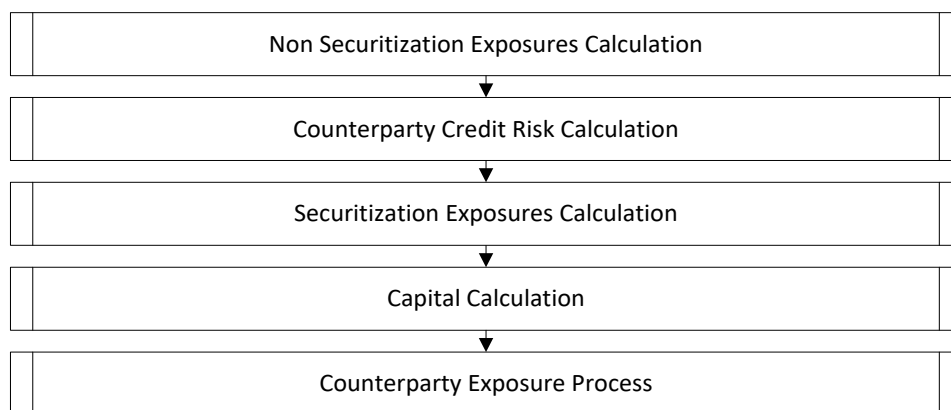 Non Securitization Exposures Calculation
Counterparty Credit Risk Calculation
Securitization Exposures Calculation
Capital Calculation
Counterparty Exposure Process